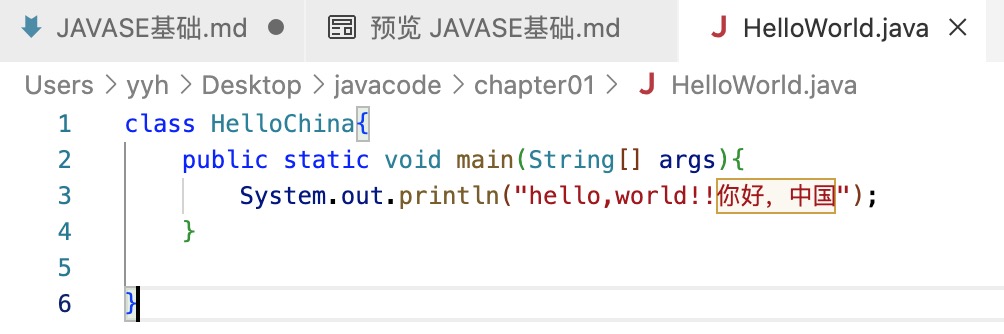 JAVASE基础.md ● 预览 JAVASE基础.md J HelloWorld.java ×
Users > yyh > Desktop > javacode > chapter01 > J HelloWorld.java
1 class HelloChina{
2 public static void main(String[] args){
3 System.out.println("hello,world!!你好，中国");
4 }
5
6 }